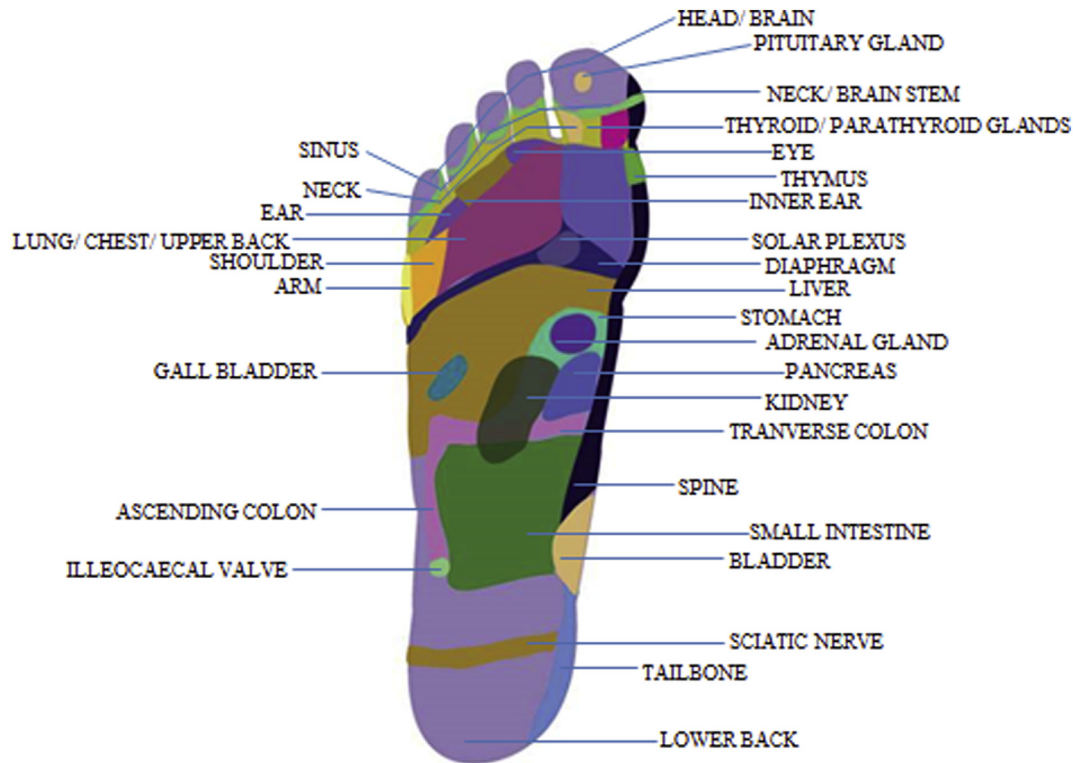 HEAD/ BRAIN
PITUITARY GLAND
NECK/ BRAIN STEM
THYROID/ PARATHYROID GLANDS
SINUS
EYE
THYMUS
NECK
INNER EAR
EAR
LUNG/ CHEST/ UPPER BACK
SOLAR PLEXUS
SHOULDER
DIAPHRAGM
ARM
LIVER
STOMACH
ADRENAL GLAND
GALL BLADDER
PANCREAS
KIDNEY
TRANVERSE COLON
SPINE
ASCENDING COLON
SMALL INTESTINE
BLADDER
ILLEOCAECAL VALVE
SCIATIC NERVE
TAILBONE
LOWER BACK